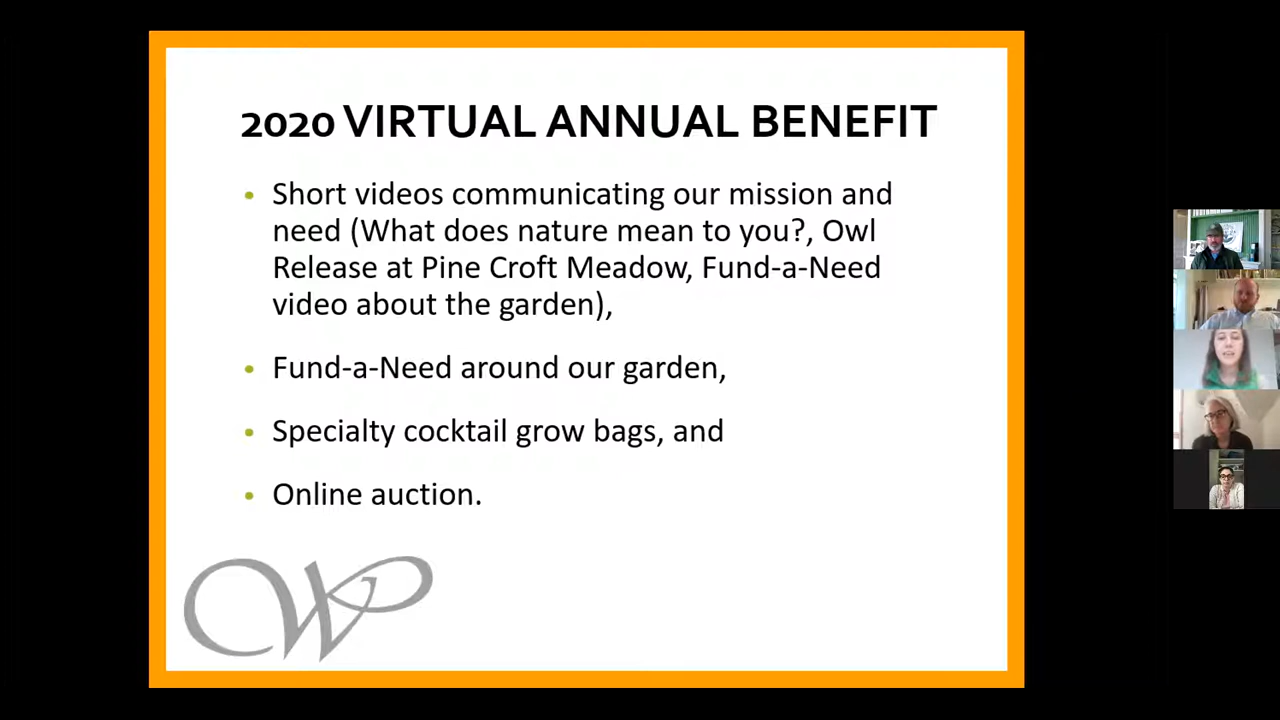 2020 VIRTUAL ANNUAL BENEFIT
• Short videos communicating our mission and
need (What does nature mean to you?, Owl
Release at Pine Croft Meadow, Fund-a-Need
video about the garden),
• Fund-a-Need around our garden,
• Specialty cocktail grow bags, and
• Online auction.
W